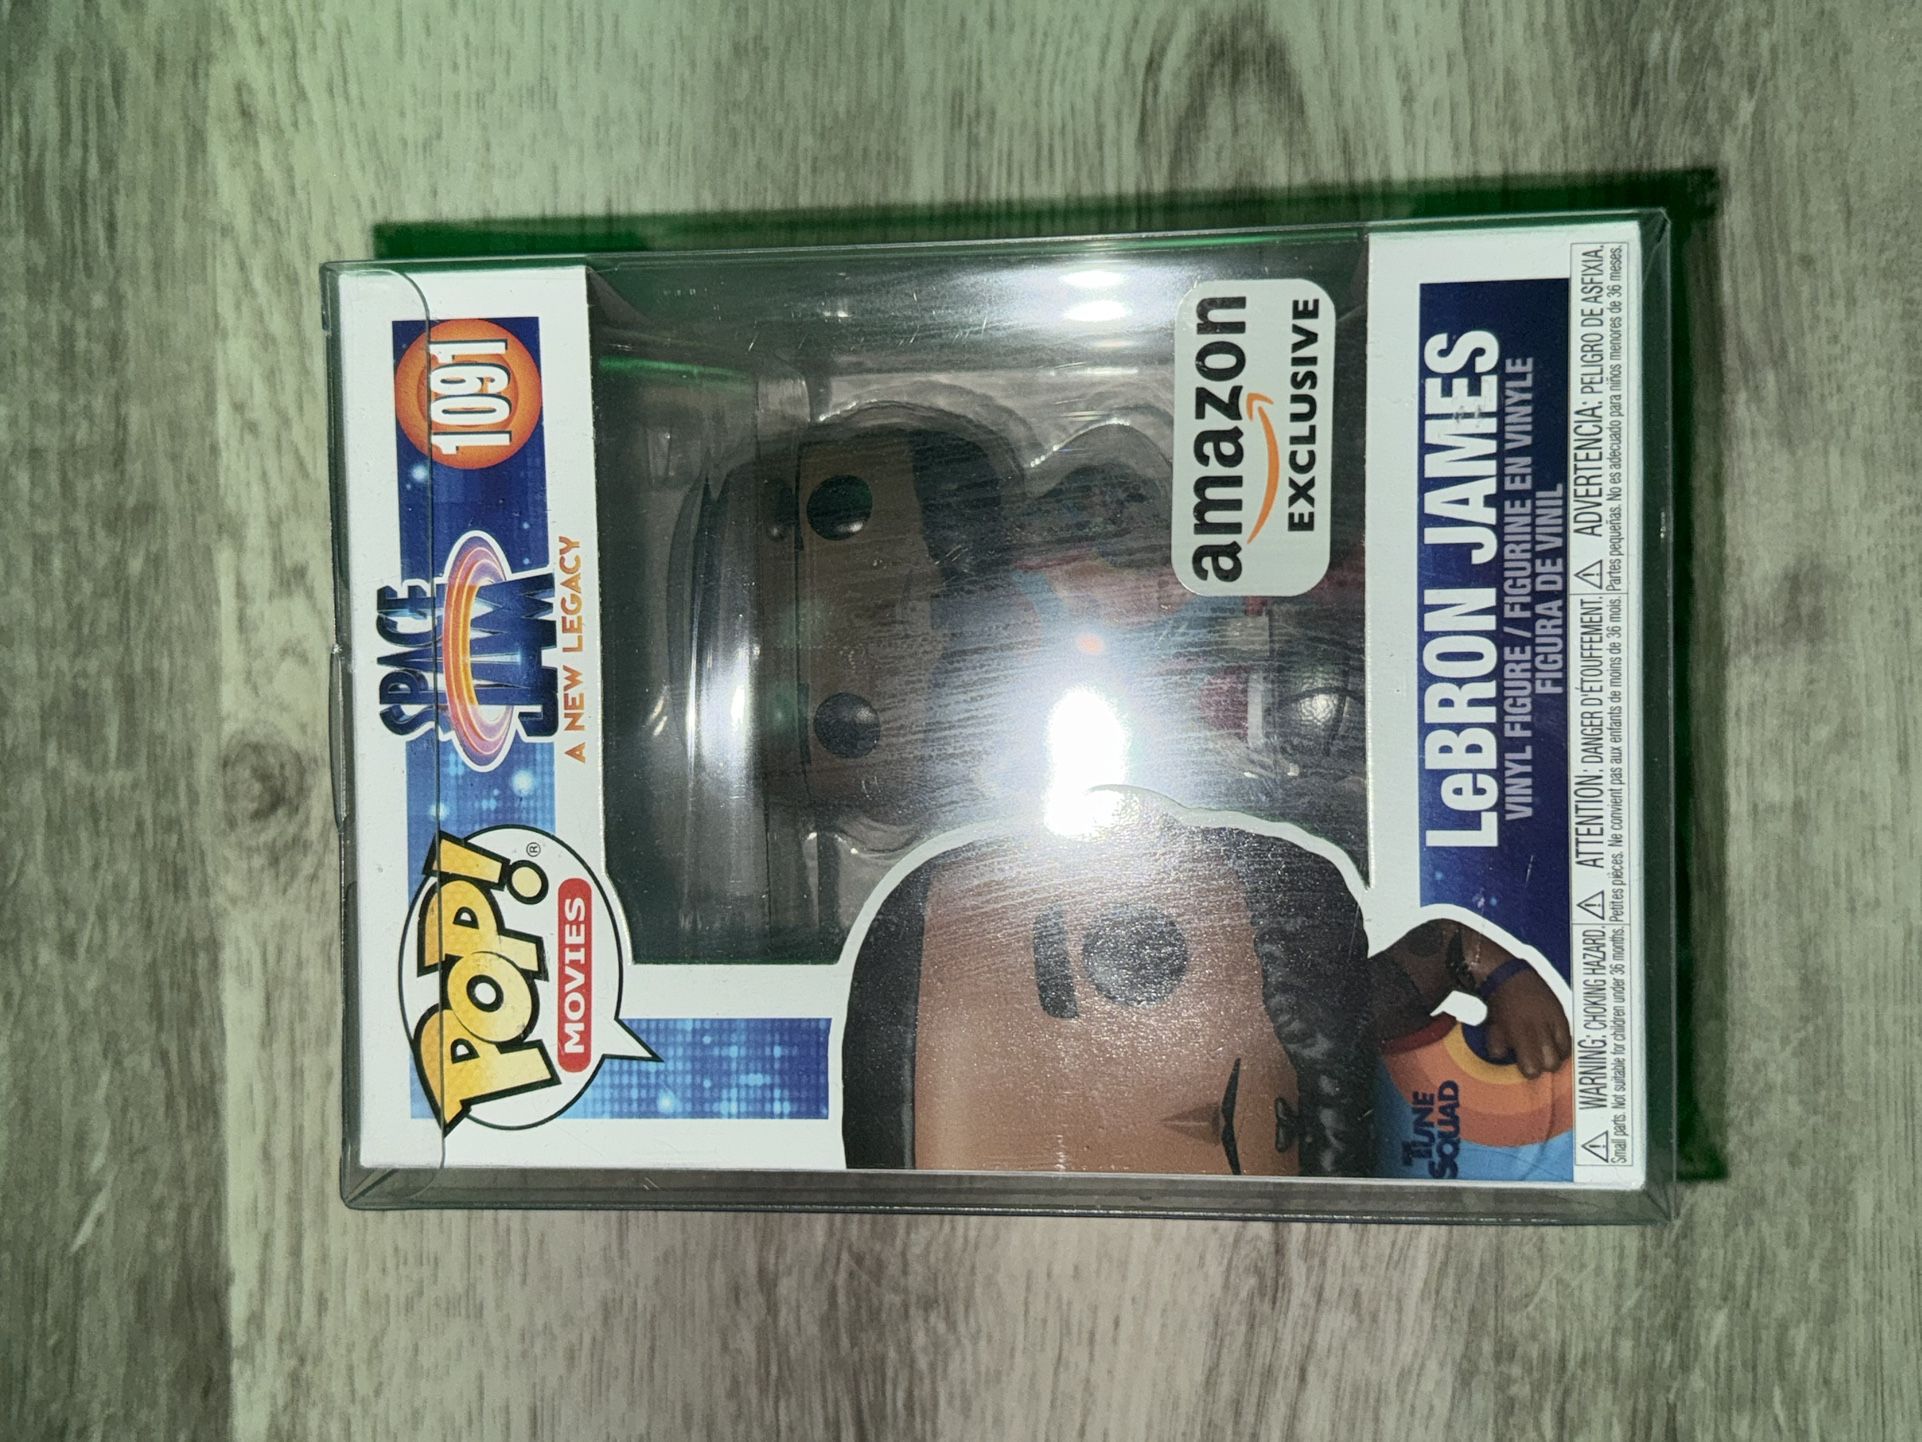 POP!®
MOVIES
SPACE
JAM
A NEW LEGACY
1091
amazon
EXCLUSIVE
TUNE
SQUAD
LeBRON JAMES
VINYL FIGURE / FIGURINE EN VINYLE
FIGURA DE VINIL
⚠ WARNING: CHOKING HAZARD.
Small parts. Not suitable for children under 36 months.
⚠ ATTENTION: DANGER D'ÉTOUFFEMENT.
Petites pièces. Ne convient pas aux enfants de moins de 36 mois.
⚠ ADVERTENCIA: PELIGRO DE ASFIXIA.
Partes pequeñas. No es adecuado para niños menores de 36 meses.